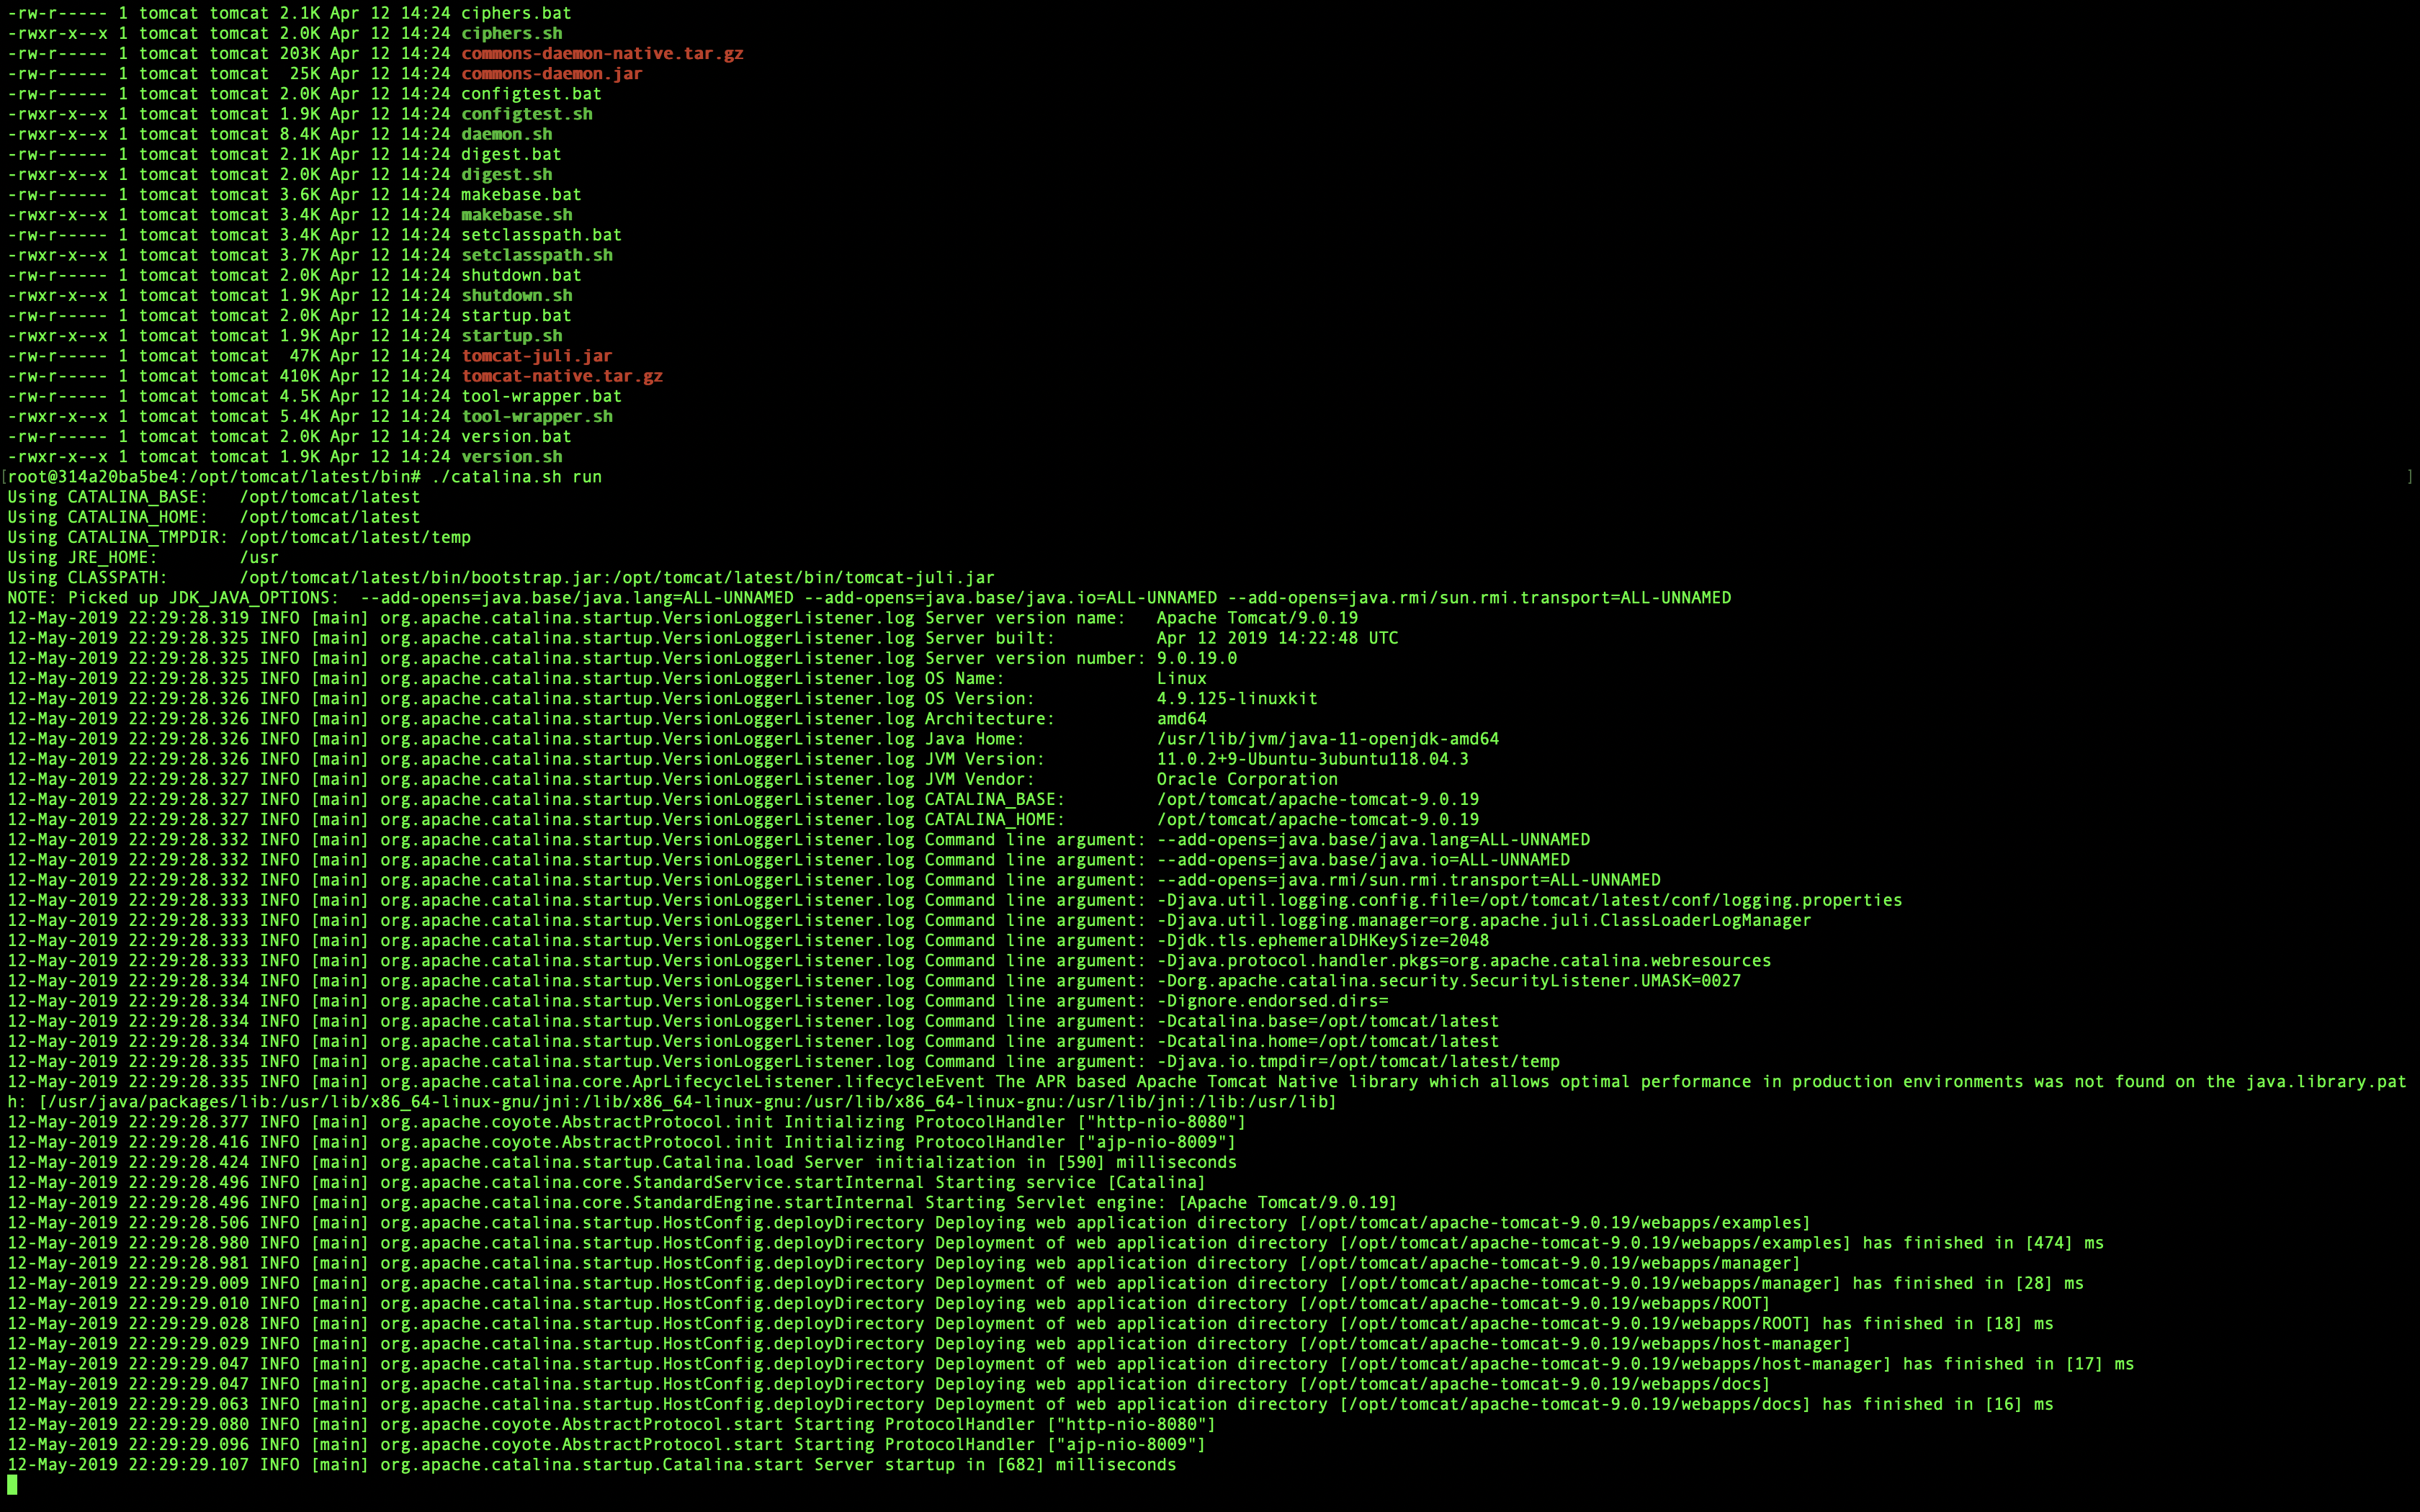 -rw-r----- 1 tomcat tomcat 2.1K Apr 12 14:24 ciphers.bat
-rwxr-x--x 1 tomcat tomcat 2.0K Apr 12 14:24 ciphers.sh
-rw-r----- 1 tomcat tomcat 203K Apr 12 14:24 commons-daemon-native.tar.gz
-rw-r----- 1 tomcat tomcat  25K Apr 12 14:24 commons-daemon.jar
-rw-r----- 1 tomcat tomcat 2.0K Apr 12 14:24 configtest.bat
-rwxr-x--x 1 tomcat tomcat 1.9K Apr 12 14:24 configtest.sh
-rwxr-x--x 1 tomcat tomcat 8.4K Apr 12 14:24 daemon.sh
-rw-r----- 1 tomcat tomcat 2.1K Apr 12 14:24 digest.bat
-rwxr-x--x 1 tomcat tomcat 2.0K Apr 12 14:24 digest.sh
-rw-r----- 1 tomcat tomcat 3.6K Apr 12 14:24 makebase.bat
-rwxr-x--x 1 tomcat tomcat 3.4K Apr 12 14:24 makebase.sh
-rw-r----- 1 tomcat tomcat 3.4K Apr 12 14:24 setclasspath.bat
-rwxr-x--x 1 tomcat tomcat 3.7K Apr 12 14:24 setclasspath.sh
-rw-r----- 1 tomcat tomcat 2.0K Apr 12 14:24 shutdown.bat
-rwxr-x--x 1 tomcat tomcat 1.9K Apr 12 14:24 shutdown.sh
-rw-r----- 1 tomcat tomcat 2.0K Apr 12 14:24 startup.bat
-rwxr-x--x 1 tomcat tomcat 1.9K Apr 12 14:24 startup.sh
-rw-r----- 1 tomcat tomcat  47K Apr 12 14:24 tomcat-juli.jar
-rw-r----- 1 tomcat tomcat 410K Apr 12 14:24 tomcat-native.tar.gz
-rw-r----- 1 tomcat tomcat 4.5K Apr 12 14:24 tool-wrapper.bat
-rwxr-x--x 1 tomcat tomcat 5.4K Apr 12 14:24 tool-wrapper.sh
-rw-r----- 1 tomcat tomcat 2.0K Apr 12 14:24 version.bat
-rwxr-x--x 1 tomcat tomcat 1.9K Apr 12 14:24 version.sh
[root@314a20ba5be4:/opt/tomcat/latest/bin# ./catalina.sh run ]
Using CATALINA_BASE:   /opt/tomcat/latest
Using CATALINA_HOME:   /opt/tomcat/latest
Using CATALINA_TMPDIR: /opt/tomcat/latest/temp
Using JRE_HOME:        /usr
Using CLASSPATH:       /opt/tomcat/latest/bin/bootstrap.jar:/opt/tomcat/latest/bin/tomcat-juli.jar
NOTE: Picked up JDK_JAVA_OPTIONS:  --add-opens=java.base/java.lang=ALL-UNNAMED --add-opens=java.base/java.io=ALL-UNNAMED --add-opens=java.rmi/sun.rmi.transport=ALL-UNNAMED
12-May-2019 22:29:28.319 INFO [main] org.apache.catalina.startup.VersionLoggerListener.log Server version name:   Apache Tomcat/9.0.19
12-May-2019 22:29:28.325 INFO [main] org.apache.catalina.startup.VersionLoggerListener.log Server built:          Apr 12 2019 14:22:48 UTC
12-May-2019 22:29:28.325 INFO [main] org.apache.catalina.startup.VersionLoggerListener.log Server version number: 9.0.19.0
12-May-2019 22:29:28.325 INFO [main] org.apache.catalina.startup.VersionLoggerListener.log OS Name:               Linux
12-May-2019 22:29:28.326 INFO [main] org.apache.catalina.startup.VersionLoggerListener.log OS Version:            4.9.125-linuxkit
12-May-2019 22:29:28.326 INFO [main] org.apache.catalina.startup.VersionLoggerListener.log Architecture:          amd64
12-May-2019 22:29:28.326 INFO [main] org.apache.catalina.startup.VersionLoggerListener.log Java Home:             /usr/lib/jvm/java-11-openjdk-amd64
12-May-2019 22:29:28.326 INFO [main] org.apache.catalina.startup.VersionLoggerListener.log JVM Version:           11.0.2+9-Ubuntu-3ubuntu118.04.3
12-May-2019 22:29:28.327 INFO [main] org.apache.catalina.startup.VersionLoggerListener.log JVM Vendor:            Oracle Corporation
12-May-2019 22:29:28.327 INFO [main] org.apache.catalina.startup.VersionLoggerListener.log CATALINA_BASE:         /opt/tomcat/apache-tomcat-9.0.19
12-May-2019 22:29:28.327 INFO [main] org.apache.catalina.startup.VersionLoggerListener.log CATALINA_HOME:         /opt/tomcat/apache-tomcat-9.0.19
12-May-2019 22:29:28.332 INFO [main] org.apache.catalina.startup.VersionLoggerListener.log Command line argument: --add-opens=java.base/java.lang=ALL-UNNAMED
12-May-2019 22:29:28.332 INFO [main] org.apache.catalina.startup.VersionLoggerListener.log Command line argument: --add-opens=java.base/java.io=ALL-UNNAMED
12-May-2019 22:29:28.332 INFO [main] org.apache.catalina.startup.VersionLoggerListener.log Command line argument: --add-opens=java.rmi/sun.rmi.transport=ALL-UNNAMED
12-May-2019 22:29:28.333 INFO [main] org.apache.catalina.startup.VersionLoggerListener.log Command line argument: -Djava.util.logging.config.file=/opt/tomcat/latest/conf/logging.properties
12-May-2019 22:29:28.333 INFO [main] org.apache.catalina.startup.VersionLoggerListener.log Command line argument: -Djava.util.logging.manager=org.apache.juli.ClassLoaderLogManager
12-May-2019 22:29:28.333 INFO [main] org.apache.catalina.startup.VersionLoggerListener.log Command line argument: -Djdk.tls.ephemeralDHKeySize=2048
12-May-2019 22:29:28.333 INFO [main] org.apache.catalina.startup.VersionLoggerListener.log Command line argument: -Djava.protocol.handler.pkgs=org.apache.catalina.webresources
12-May-2019 22:29:28.334 INFO [main] org.apache.catalina.startup.VersionLoggerListener.log Command line argument: -Dorg.apache.catalina.security.SecurityListener.UMASK=0027
12-May-2019 22:29:28.334 INFO [main] org.apache.catalina.startup.VersionLoggerListener.log Command line argument: -Dignore.endorsed.dirs=
12-May-2019 22:29:28.334 INFO [main] org.apache.catalina.startup.VersionLoggerListener.log Command line argument: -Dcatalina.base=/opt/tomcat/latest
12-May-2019 22:29:28.334 INFO [main] org.apache.catalina.startup.VersionLoggerListener.log Command line argument: -Dcatalina.home=/opt/tomcat/latest
12-May-2019 22:29:28.335 INFO [main] org.apache.catalina.startup.VersionLoggerListener.log Command line argument: -Djava.io.tmpdir=/opt/tomcat/latest/temp
12-May-2019 22:29:28.335 INFO [main] org.apache.catalina.core.AprLifecycleListener.lifecycleEvent The APR based Apache Tomcat Native library which allows optimal performance in production environments was not found on the java.library.pat
h: [/usr/java/packages/lib:/usr/lib/x86_64-linux-gnu/jni:/lib/x86_64-linux-gnu:/usr/lib/x86_64-linux-gnu:/usr/lib/jni:/lib:/usr/lib]
12-May-2019 22:29:28.377 INFO [main] org.apache.coyote.AbstractProtocol.init Initializing ProtocolHandler ["http-nio-8080"]
12-May-2019 22:29:28.416 INFO [main] org.apache.coyote.AbstractProtocol.init Initializing ProtocolHandler ["ajp-nio-8009"]
12-May-2019 22:29:28.424 INFO [main] org.apache.catalina.startup.Catalina.load Server initialization in [590] milliseconds
12-May-2019 22:29:28.496 INFO [main] org.apache.catalina.core.StandardService.startInternal Starting service [Catalina]
12-May-2019 22:29:28.496 INFO [main] org.apache.catalina.core.StandardEngine.startInternal Starting Servlet engine: [Apache Tomcat/9.0.19]
12-May-2019 22:29:28.506 INFO [main] org.apache.catalina.startup.HostConfig.deployDirectory Deploying web application directory [/opt/tomcat/apache-tomcat-9.0.19/webapps/examples]
12-May-2019 22:29:28.980 INFO [main] org.apache.catalina.startup.HostConfig.deployDirectory Deployment of web application directory [/opt/tomcat/apache-tomcat-9.0.19/webapps/examples] has finished in [474] ms
12-May-2019 22:29:28.981 INFO [main] org.apache.catalina.startup.HostConfig.deployDirectory Deploying web application directory [/opt/tomcat/apache-tomcat-9.0.19/webapps/manager]
12-May-2019 22:29:29.009 INFO [main] org.apache.catalina.startup.HostConfig.deployDirectory Deployment of web application directory [/opt/tomcat/apache-tomcat-9.0.19/webapps/manager] has finished in [28] ms
12-May-2019 22:29:29.010 INFO [main] org.apache.catalina.startup.HostConfig.deployDirectory Deploying web application directory [/opt/tomcat/apache-tomcat-9.0.19/webapps/ROOT]
12-May-2019 22:29:29.028 INFO [main] org.apache.catalina.startup.HostConfig.deployDirectory Deployment of web application directory [/opt/tomcat/apache-tomcat-9.0.19/webapps/ROOT] has finished in [18] ms
12-May-2019 22:29:29.029 INFO [main] org.apache.catalina.startup.HostConfig.deployDirectory Deploying web application directory [/opt/tomcat/apache-tomcat-9.0.19/webapps/host-manager]
12-May-2019 22:29:29.047 INFO [main] org.apache.catalina.startup.HostConfig.deployDirectory Deployment of web application directory [/opt/tomcat/apache-tomcat-9.0.19/webapps/host-manager] has finished in [17] ms
12-May-2019 22:29:29.047 INFO [main] org.apache.catalina.startup.HostConfig.deployDirectory Deploying web application directory [/opt/tomcat/apache-tomcat-9.0.19/webapps/docs]
12-May-2019 22:29:29.063 INFO [main] org.apache.catalina.startup.HostConfig.deployDirectory Deployment of web application directory [/opt/tomcat/apache-tomcat-9.0.19/webapps/docs] has finished in [16] ms
12-May-2019 22:29:29.080 INFO [main] org.apache.coyote.AbstractProtocol.start Starting ProtocolHandler ["http-nio-8080"]
12-May-2019 22:29:29.096 INFO [main] org.apache.coyote.AbstractProtocol.start Starting ProtocolHandler ["ajp-nio-8009"]
12-May-2019 22:29:29.107 INFO [main] org.apache.catalina.startup.Catalina.start Server startup in [682] milliseconds